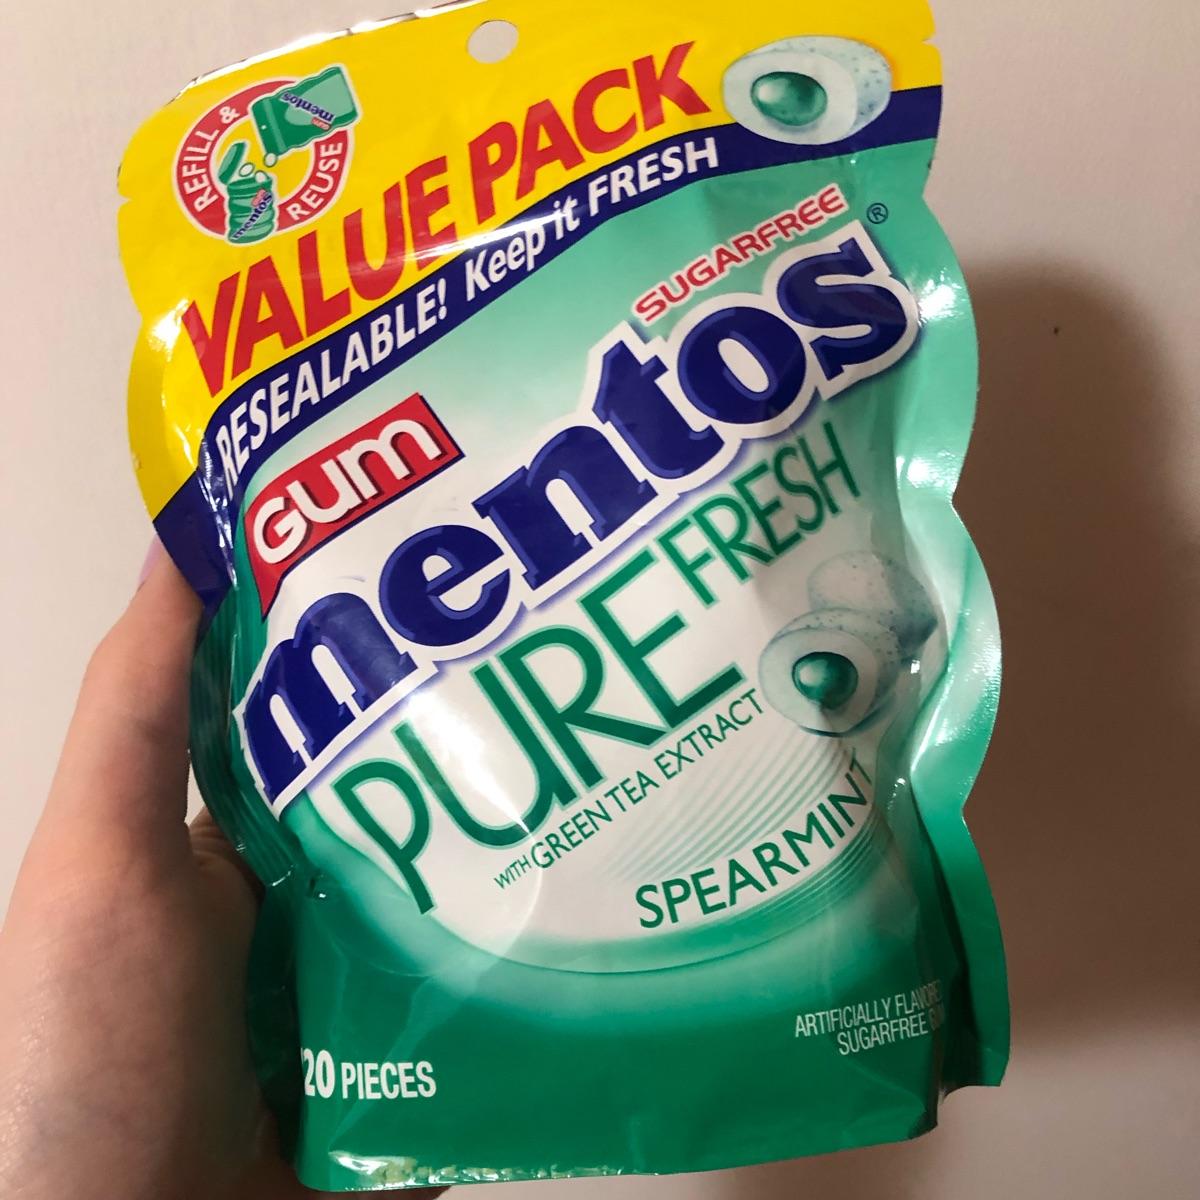 REFILL &
REUSE
mentos
gum
mentos
VALUE PACK
RESEALABLE! Keep it FRESH
SUGARFREE
®
Gum
mentos
PURE FRESH
WITH GREEN TEA EXTRACT
SPEARMINT
ARTIFICIALLY FLAVORED
SUGARFREE
20 PIECES